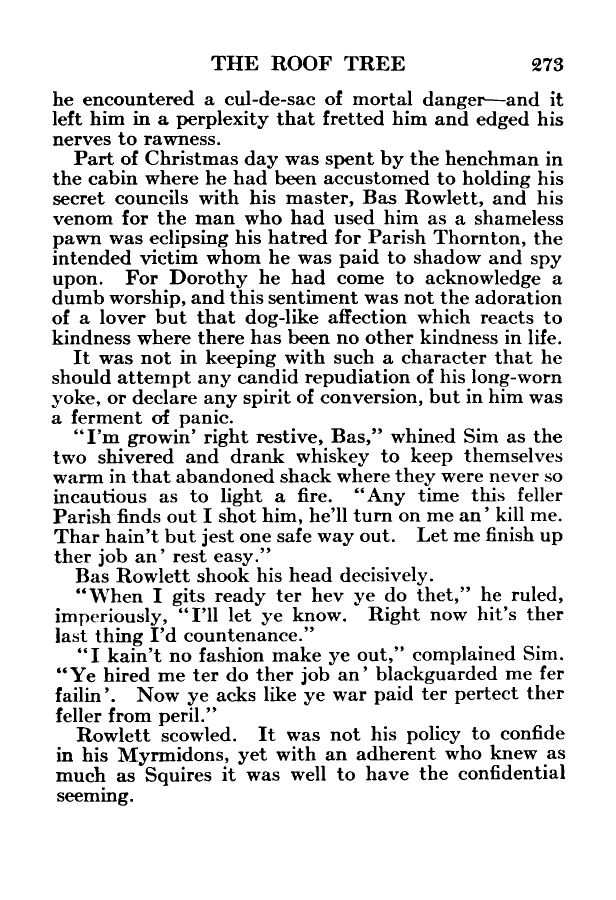 THE ROOF TREE 273
he encountered a cul-de-sac of mortal danger—and it
left him in a perplexity that fretted him and edged his
nerves to rawness.
Part of Christmas day was spent by the henchman in
the cabin where he had been accustomed to holding his
secret councils with his master, Bas Rowlett, and his
venom for the man who had used him as a shameless
pawn was eclipsing his hatred for Parish Thornton, the
intended victim whom he was paid to shadow and spy
upon. For Dorothy he had come to acknowledge a
dumb worship, and this sentiment was not the adoration
of a lover but that dog-like affection which reacts to
kindness where there has been no other kindness in life.
It was not in keeping with such a character that he
should attempt any candid repudiation of his long-worn
yoke, or declare any spirit of conversion, but in him was
a ferment of panic.
“I’m growin’ right restive, Bas,” whined Sim as the
two shivered and drank whiskey to keep themselves
warm in that abandoned shack where they were never so
incautious as to light a fire. “Any time this feller
Parish finds out I shot him, he’ll turn on me an’ kill me.
Thar hain’t but jest one safe way out. Let me finish up
ther job an’ rest easy.”
Bas Rowlett shook his head decisively.
“When I gits ready ter hev ye do thet,” he ruled,
imperiously, “I’ll let ye know. Right now hit’s ther
last thing I’d countenance.”
“I kain’t no fashion make ye out,” complained Sim.
“Ye hired me ter do ther job an’ blackguarded me fer
failin’. Now ye acks like ye war paid ter pertect ther
feller from peril.”
Rowlett scowled. It was not his policy to confide
in his Myrmidons, yet with an adherent who knew as
much as Squires it was well to have the confidential
seeming.